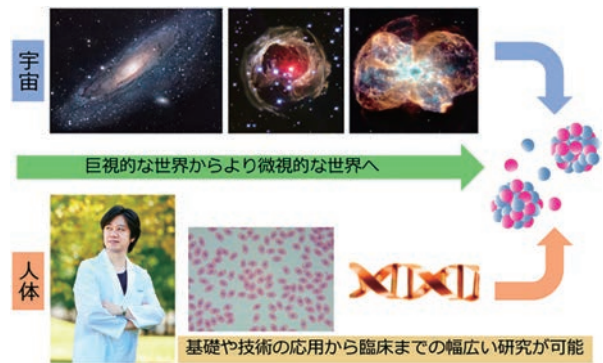 宇宙
巨視的な世界からより微視的な世界へ
人体
基礎や技術の応用から臨床までの幅広い研究が可能